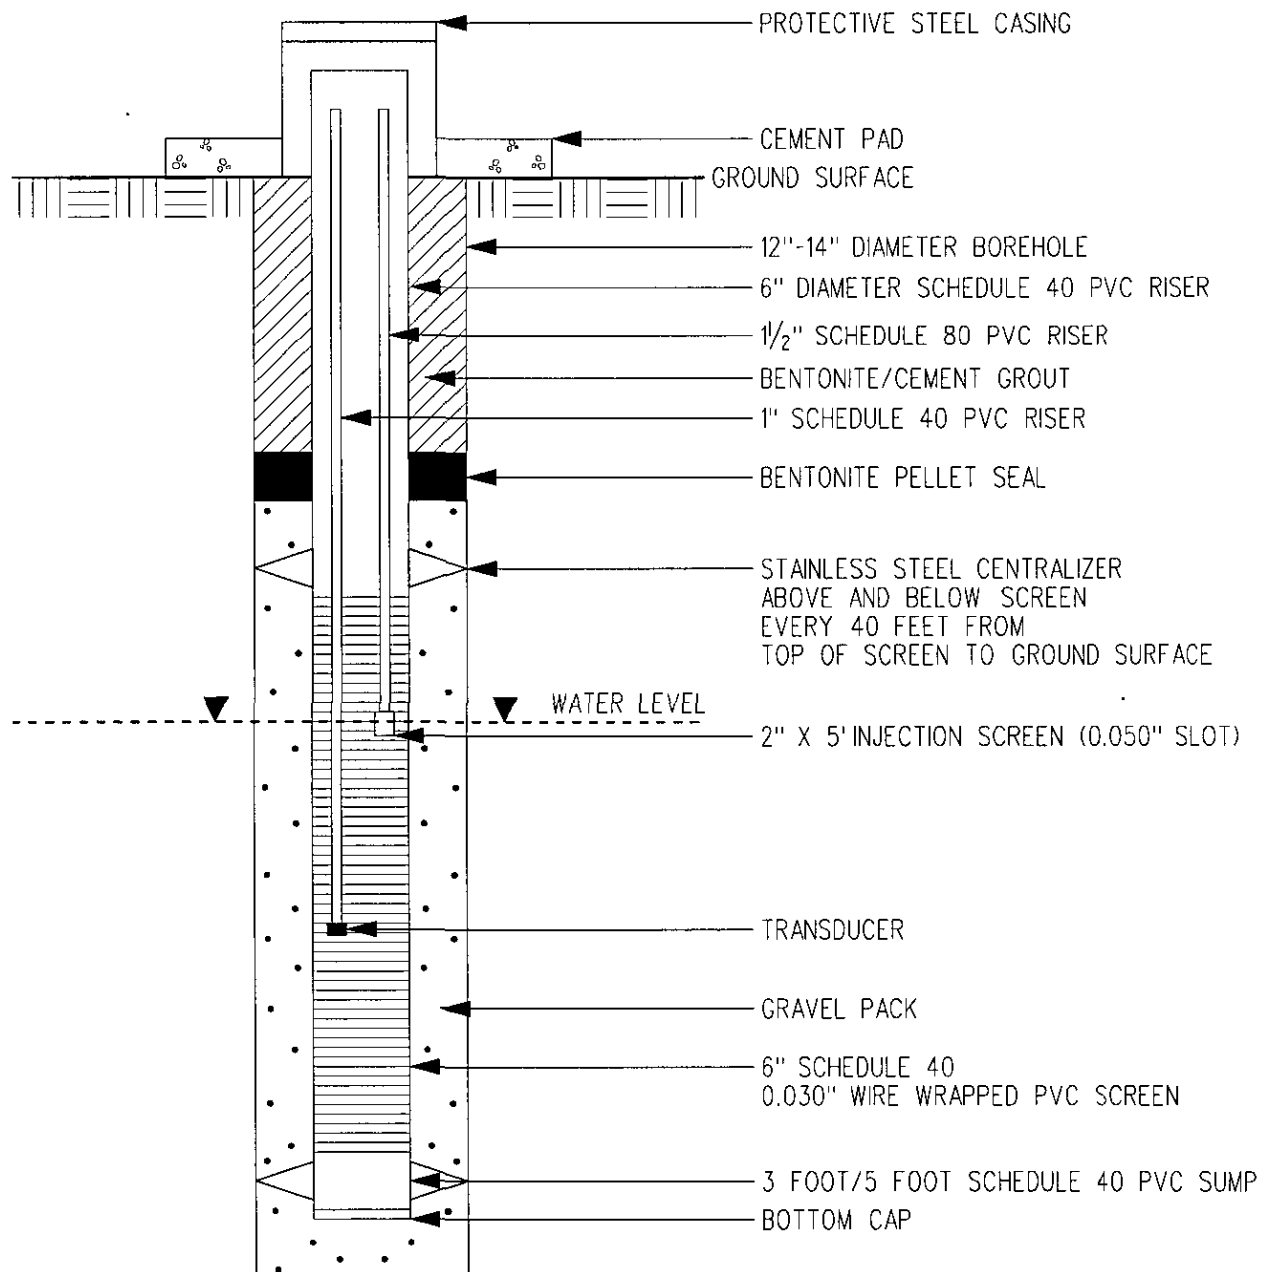 PROTECTIVE STEEL CASING
CEMENT PAD
GROUND SURFACE
12"-14" DIAMETER BOREHOLE
6" DIAMETER SCHEDULE 40 PVC RISER
1 1/2" SCHEDULE 80 PVC RISER
BENTONITE/CEMENT GROUT
1" SCHEDULE 40 PVC RISER
BENTONITE PELLET SEAL
STAINLESS STEEL CENTRALIZER
ABOVE AND BELOW SCREEN
EVERY 40 FEET FROM
TOP OF SCREEN TO GROUND SURFACE
WATER LEVEL
2" X 5' INJECTION SCREEN (0.050" SLOT)
TRANSDUCER
GRAVEL PACK
6" SCHEDULE 40
0.030" WIRE WRAPPED PVC SCREEN
3 FOOT/5 FOOT SCHEDULE 40 PVC SUMP
BOTTOM CAP